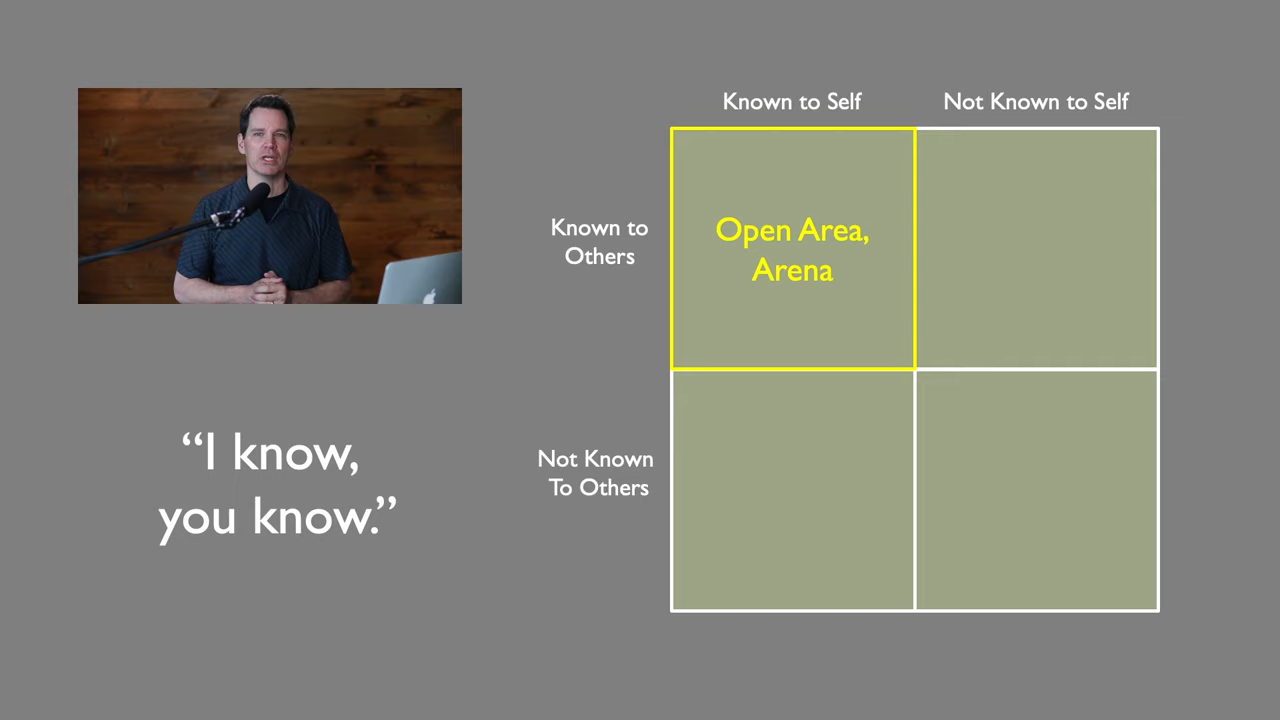 Known to Self
Not Known to Self
Known to
Others
Open Area,
Arena
Not Known
To Others
“I know,
you know.”